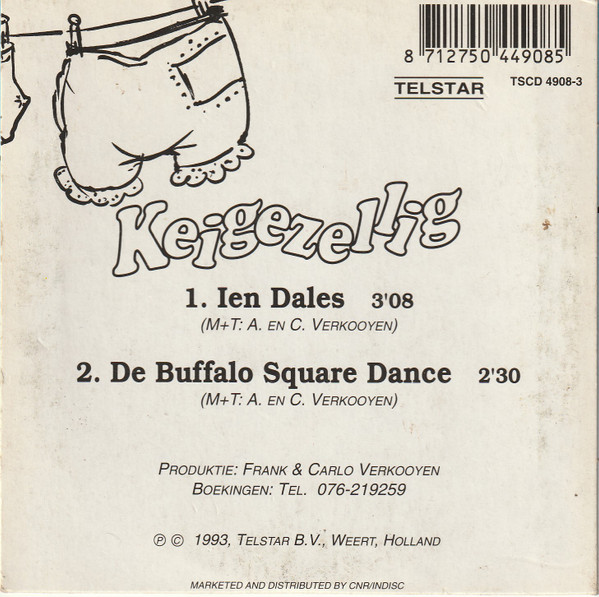 8 712750 449085
TELSTAR
TSCD 4908-3
Keigezellig
1. Ien Dales 3'08
(M+T: A. EN C. VERKOOYEN)
2. De Buffalo Square Dance 2'30
(M+T: A. EN C. VERKOOYEN)
PRODUKTIE: FRANK & CARLO VERKOOYEN
BOEKINGEN: TEL. 076-219259
℗ © 1993, TELSTAR B.V., WEERT, HOLLAND
MARKETED AND DISTRIBUTED BY CNR/INDISC